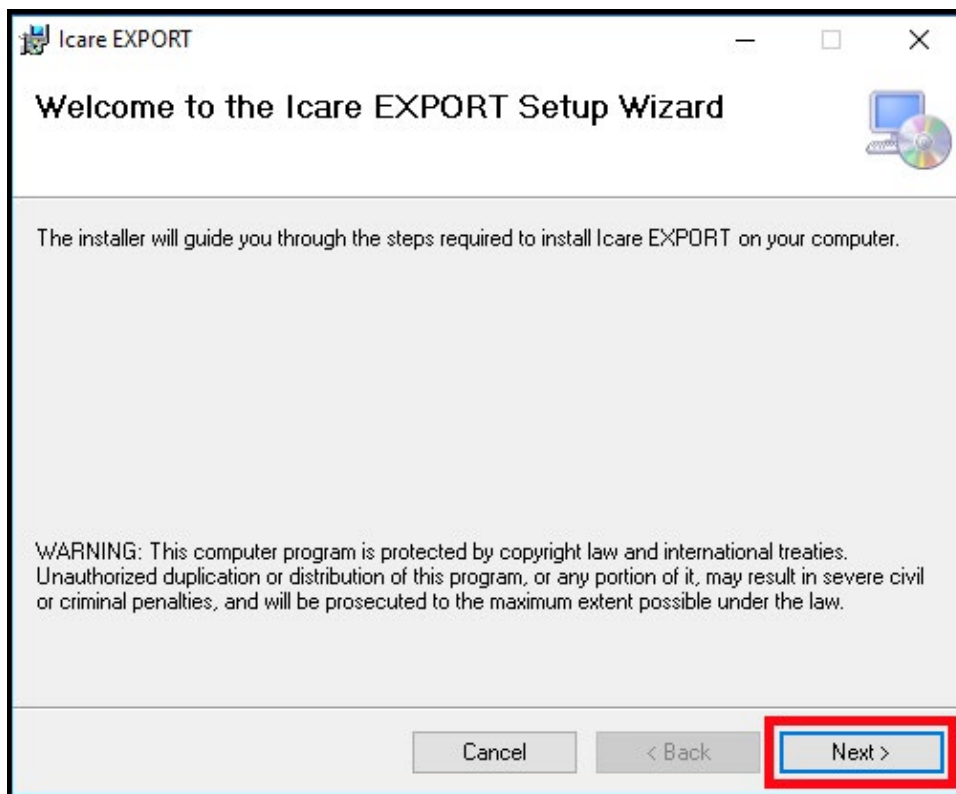 Icare EXPORT
Welcome to the Icare EXPORT Setup Wizard
The installer will guide you through the steps required to install Icare EXPORT on your computer.
WARNING: This computer program is protected by copyright law and international treaties.
Unauthorized duplication or distribution of this program, or any portion of it, may result in severe civil
or criminal penalties, and will be prosecuted to the maximum extent possible under the law.
Cancel < Back Next >